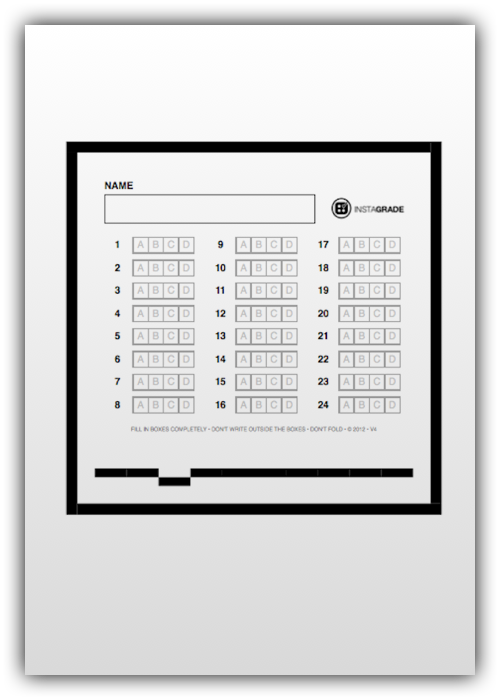 NAME
INSTAGRADE
1 A B C D 9 A B C D 17 A B C D
2 A B C D 10 A B C D 18 A B C D
3 A B C D 11 A B C D 19 A B C D
4 A B C D 12 A B C D 20 A B C D
5 A B C D 13 A B C D 21 A B C D
6 A B C D 14 A B C D 22 A B C D
7 A B C D 15 A B C D 23 A B C D
8 A B C D 16 A B C D 24 A B C D
FILL IN BOXES COMPLETELY • DON'T WRITE OUTSIDE THE BOXES • DON'T FOLD • © 2012 • V4